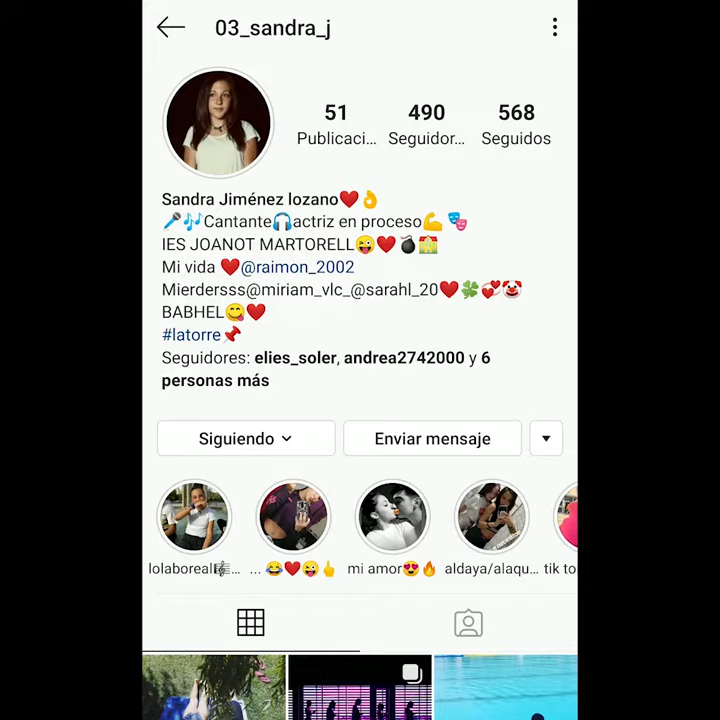 03_sandra_j
51 490 568
Publicaci... Seguidor... Seguidos
Sandra Jiménez lozano❤️👌
🎤🎶Cantante🎧actriz en proceso💪🎭
IES JOANOT MARTORELL😜❤️💣🏫
Mi vida ❤️@raimon_2002
Mierdersss@miriam_vlc_@sarahl_20❤️🍀💞🤡
BABHEL😋❤️
#latorre📌
Seguidores: elies_soler, andrea2742000 y 6
personas más
Siguiendo Enviar mensaje
... 😂❤️😜👆 mi amor😍🔥 aldaya/alaqu... tik to